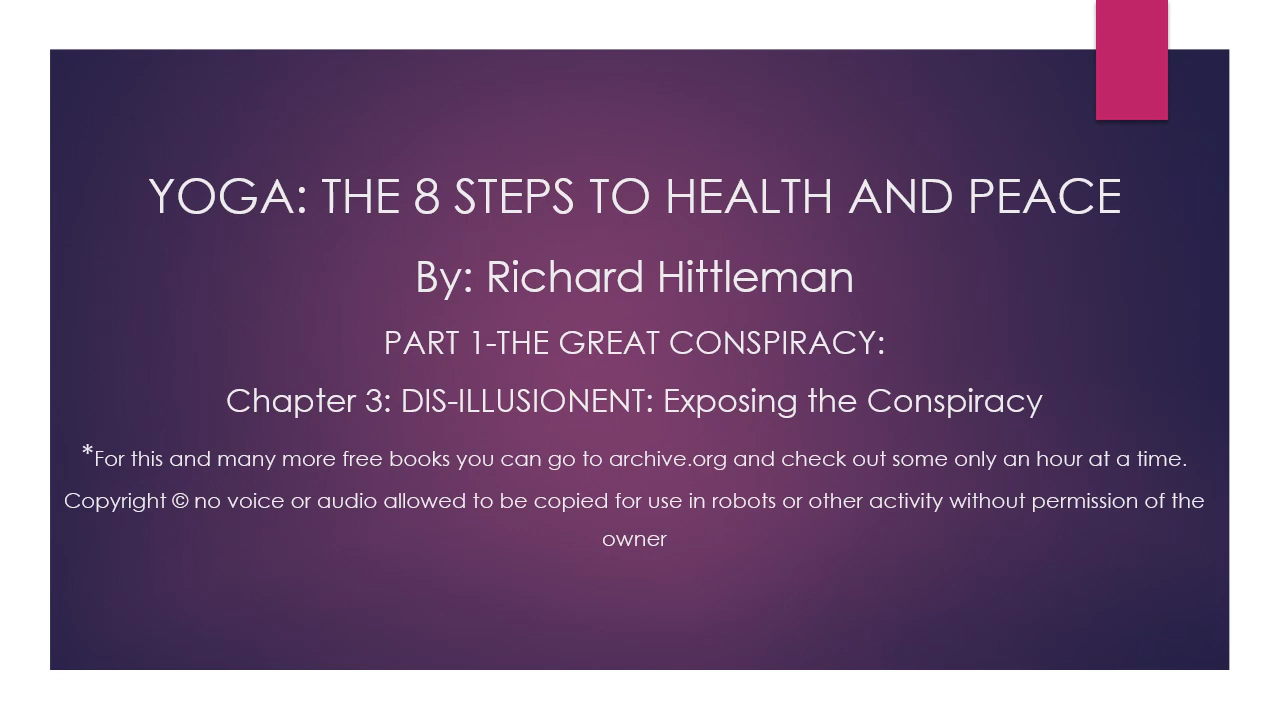 YOGA: THE 8 STEPS TO HEALTH AND PEACE
By: Richard Hittleman
PART 1-THE GREAT CONSPIRACY:
Chapter 3: DIS-ILLUSIONENT: Exposing the Conspiracy
*For this and many more free books you can go to archive.org and check out some only an hour at a time.
Copyright © no voice or audio allowed to be copied for use in robots or other activity without permission of the
owner